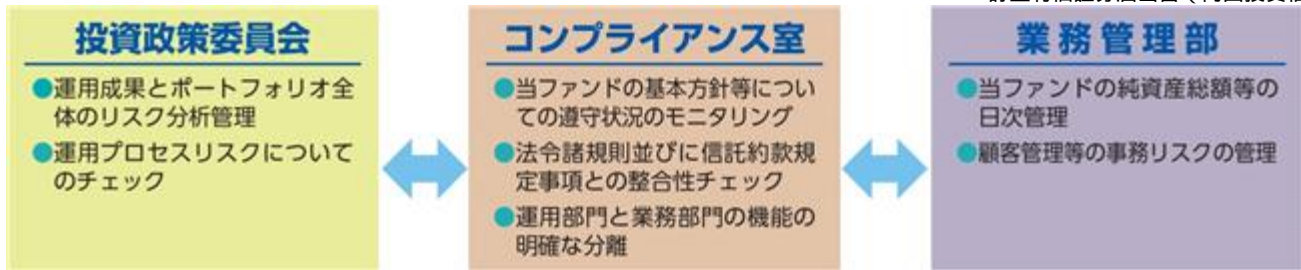 投資政策委員会
●運用成果とポートフォリオ全
体のリスク分析管理
●運用プロセスリスクについて
のチェック
コンプライアンス室
●当ファンドの基本方針等につい
ての遵守状況のモニタリング
●法令諸規則並びに信託約款規
定事項との整合性チェック
●運用部門と業務部門の機能の
明確な分離
業務管理部
●当ファンドの純資産総額等の
日次管理
●顧客管理等の事務リスクの管理